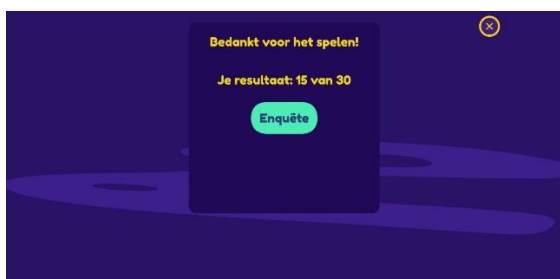 Bedankt voor het spelen!
Je resultaat: 15 van 30
Enquête